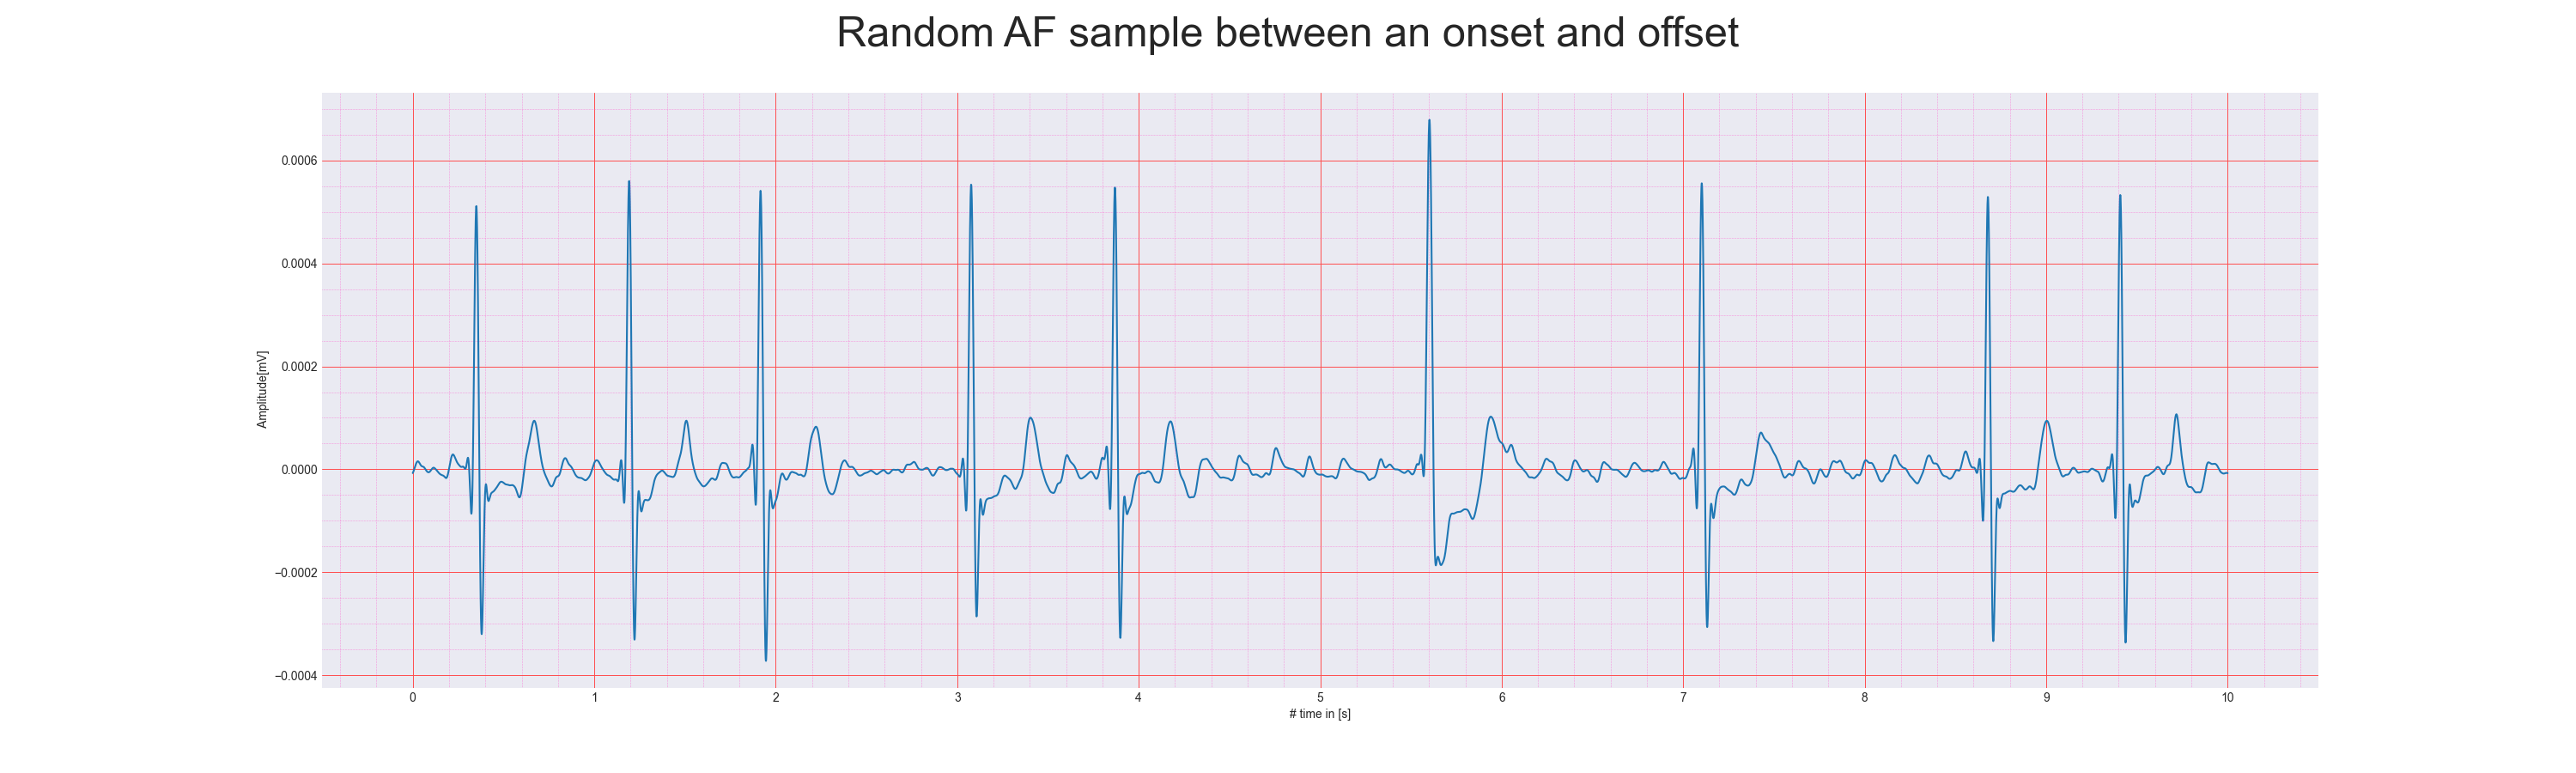 Random AF sample between an onset and offset
Amplitude[mV]
0.0006
0.0004
0.0002
0.0000
−0.0002
−0.0004
0 1 2 3 4 5 6 7 8 9 10
# time in [s]